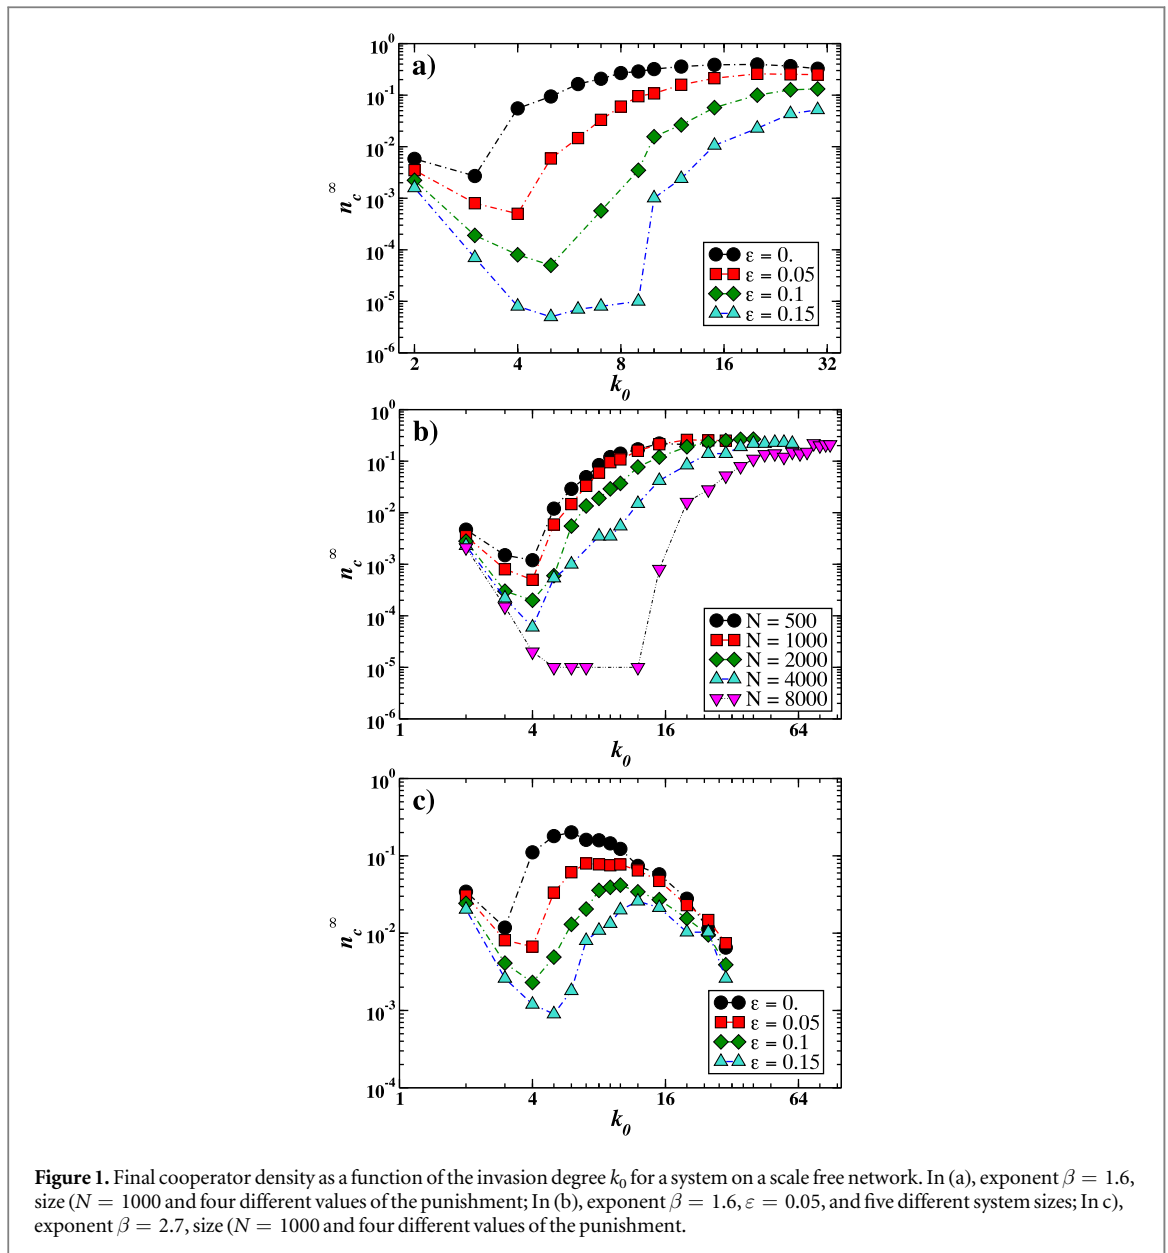 a)
10^0
10^-1
10^-2
10^-3
10^-4
10^-5
10^-6
n_c^∞
2 4 8 16 32
k_0
ε = 0.
ε = 0.05
ε = 0.1
ε = 0.15
b)
10^0
10^-1
10^-2
10^-3
10^-4
10^-5
10^-6
n_c^∞
1 4 16 64
k_0
N = 500
N = 1000
N = 2000
N = 4000
N = 8000
c)
10^0
10^-1
10^-2
10^-3
10^-4
n_c^∞
1 4 16 64
k_0
ε = 0.
ε = 0.05
ε = 0.1
ε = 0.15
Figure 1. Final cooperator density as a function of the invasion degree k_0 for a system on a scale free network. In (a), exponent β = 1.6,
size (N = 1000 and four different values of the punishment; In (b), exponent β = 1.6, ε = 0.05, and five different system sizes; In c),
exponent β = 2.7, size (N = 1000 and four different values of the punishment.